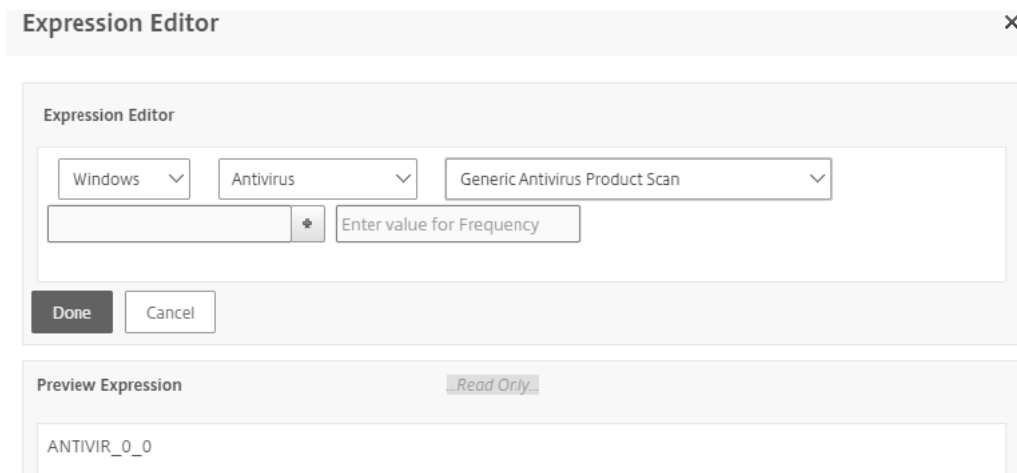 Expression Editor
Expression Editor
Windows Antivirus Generic Antivirus Product Scan
Enter value for Frequency
Done Cancel
Preview Expression ...Read Only...
ANTIVIR_0_0